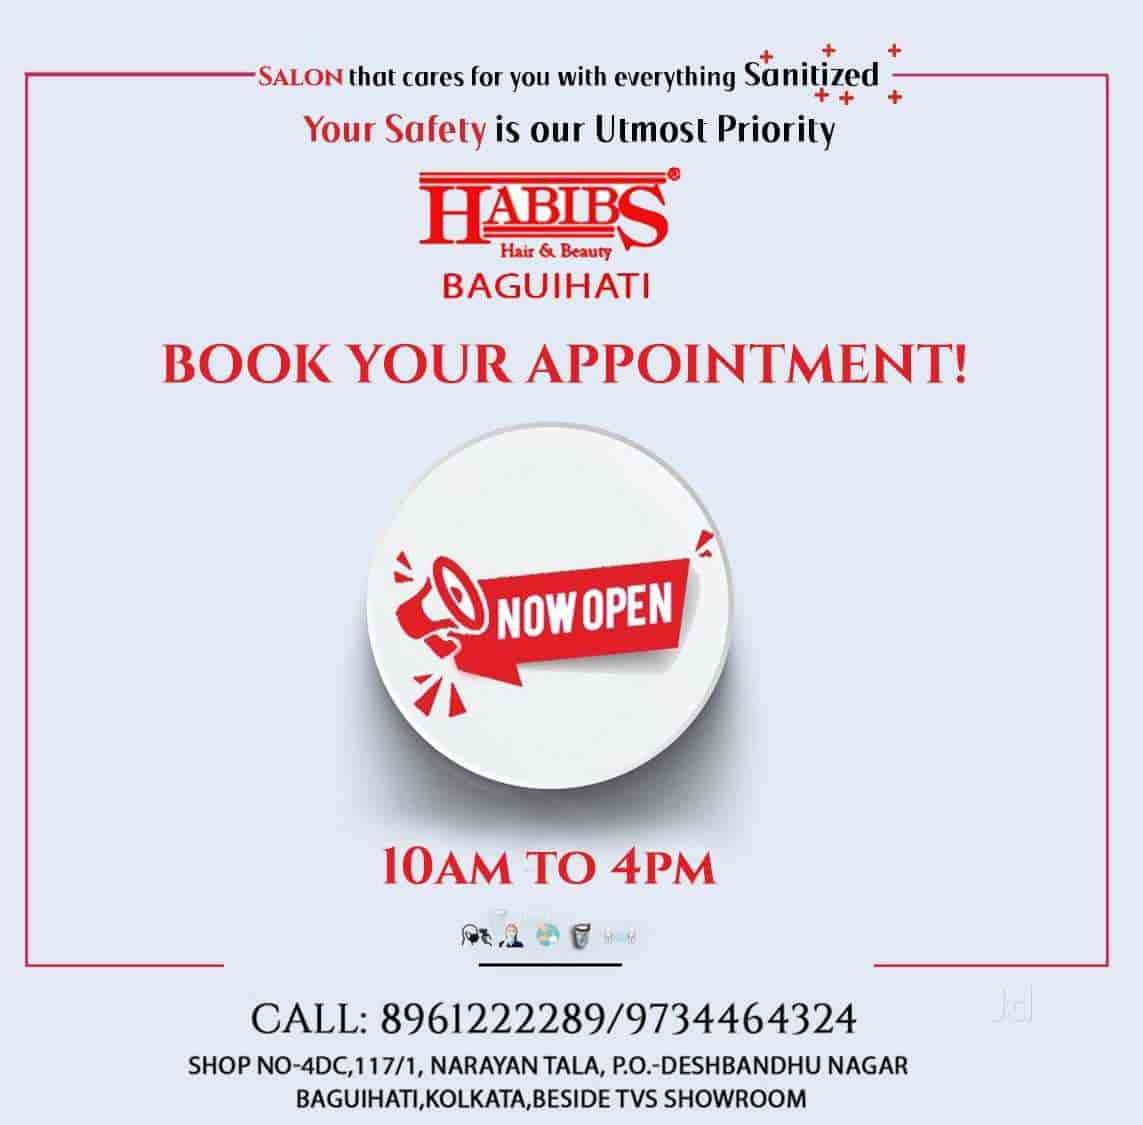 SALON that cares for you with everything Sanitized
Your Safety is our Utmost Priority
HABIBS®
Hair & Beauty
BAGUIHATI
BOOK YOUR APPOINTMENT!
NOW OPEN
10AM TO 4PM
CALL: 8961222289/9734464324
SHOP NO-4DC,117/1, NARAYAN TALA, P.O.-DESHBANDHU NAGAR
BAGUIHATI,KOLKATA,BESIDE TVS SHOWROOM
Jd